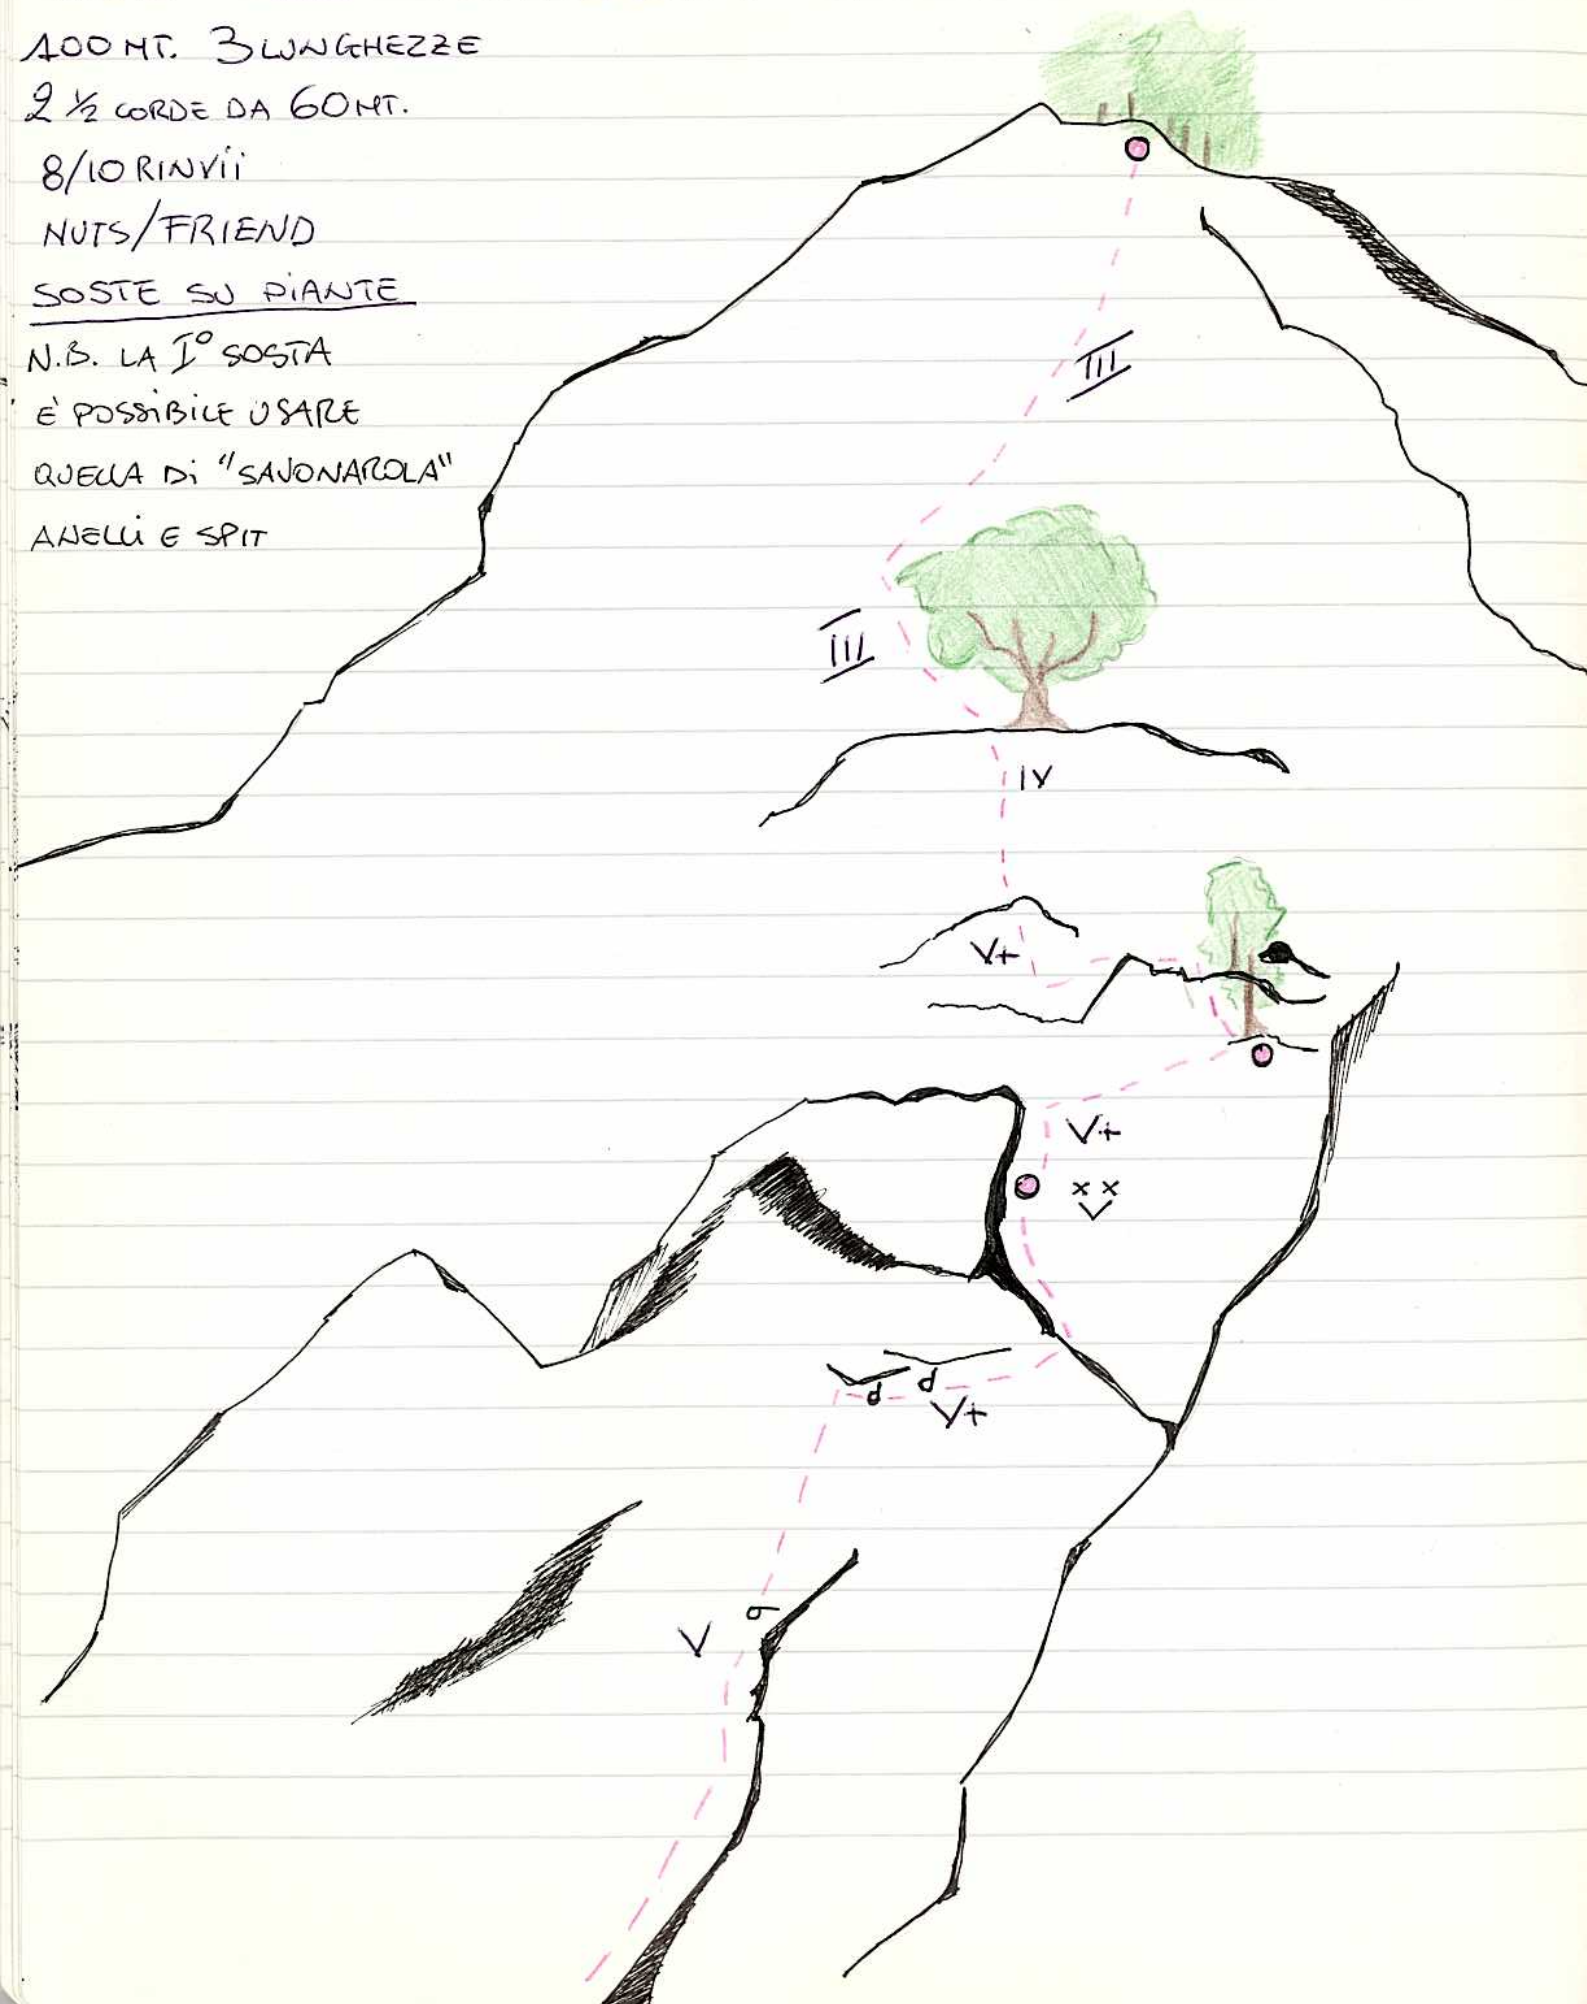 100 MT. 3 LUNGHEZZE
2 ½ CORDE DA 60 MT.
8/10 RINVII
NUTS/FRIEND
SOSTE SU PIANTE
N.B. LA I° SOSTA
E' POSSIBILE USARE
QUELLA DI "SAVONAROLA"
ANELLI E SPIT
III
III
IV
V+
V+
x x
V+
V